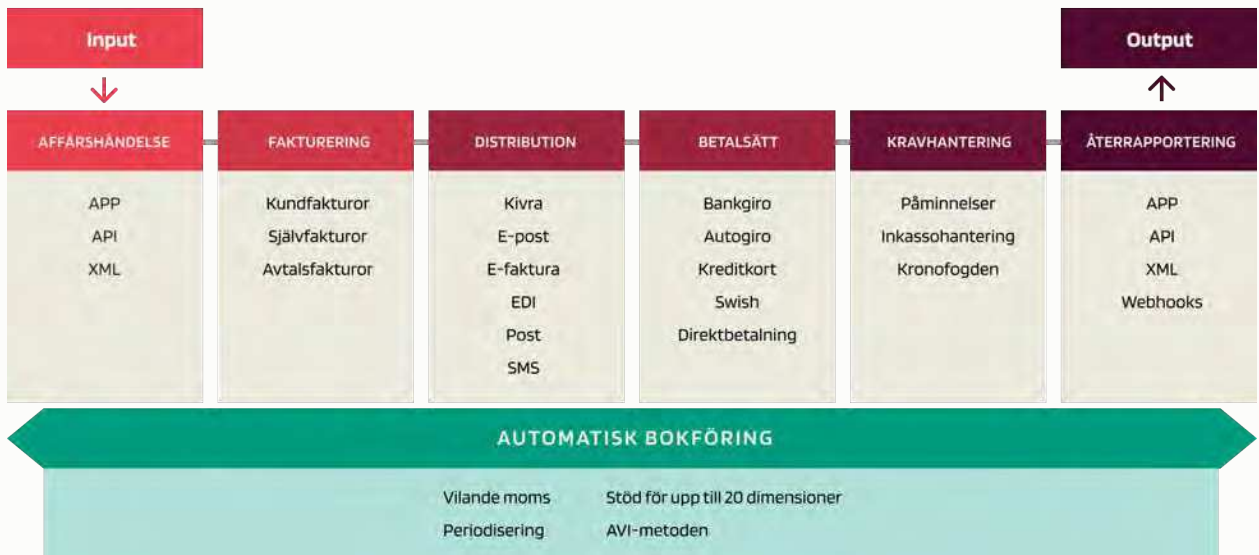 Input
Output
AFFÄRSHÄNDELSE
APP
API
XML
FAKTURERING
Kundfakturor
Självfakturor
Avtalsfakturor
DISTRIBUTION
Kivra
E-post
E-faktura
EDI
Post
SMS
BETALSÄTT
Bankgiro
Autogiro
Kreditkort
Swish
Direktbetalning
KRAVHANTERING
Påminnelser
Inkassohantering
Kronofogden
ÅTERRAPPORTERING
APP
API
XML
Webhooks
AUTOMATISK BOKFÖRING
Vilande moms
Periodisering
Stöd för upp till 20 dimensioner
AVI-metoden